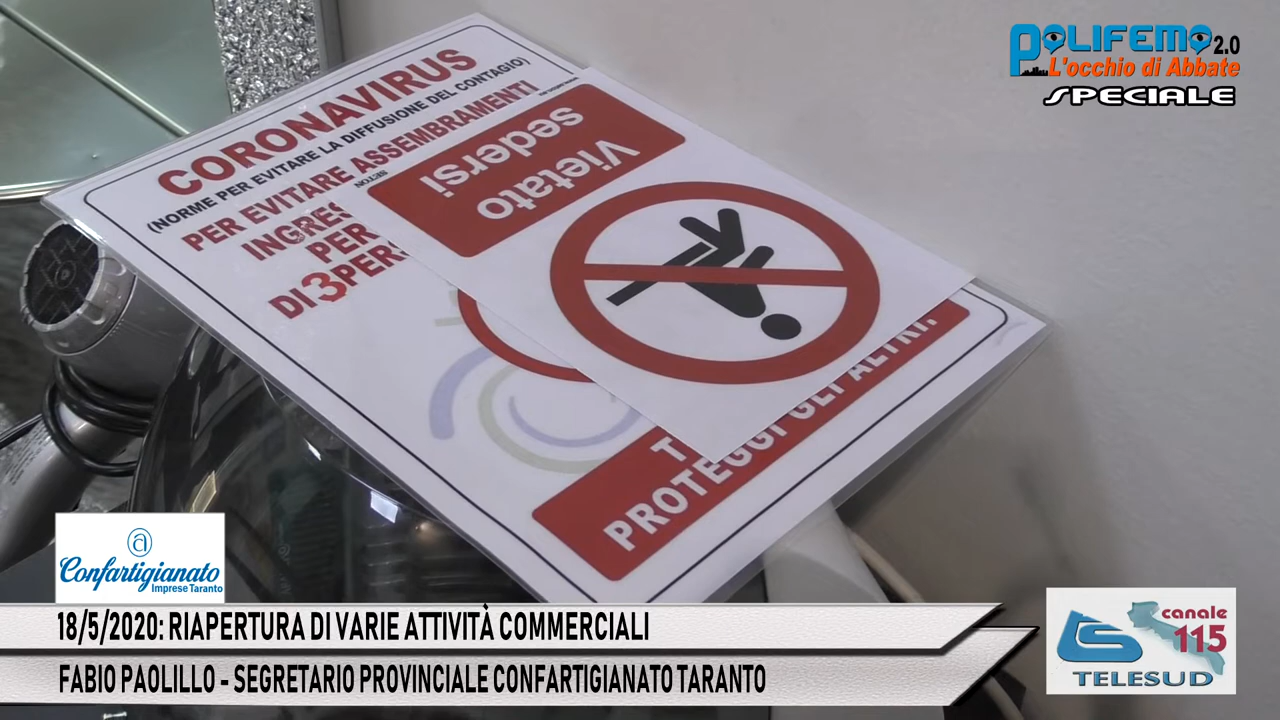 POLIFEMO 2.0
L'occhio di Abbate
SPECIALE
CORONAVIRUS
(NORME PER EVITARE LA DIFFUSIONE DEL CONTAGIO)
PER EVITARE ASSEMBRAMENTI
PER
DI 3 PER
Vietato
sedersi
PROTEGGI GLI ALTRI.
Confartigianato
Imprese Taranto
18/5/2020: RIAPERTURA DI VARIE ATTIVITÀ COMMERCIALI
FABIO PAOLILLO - SEGRETARIO PROVINCIALE CONFARTIGIANATO TARANTO
canale
115
TELESUD